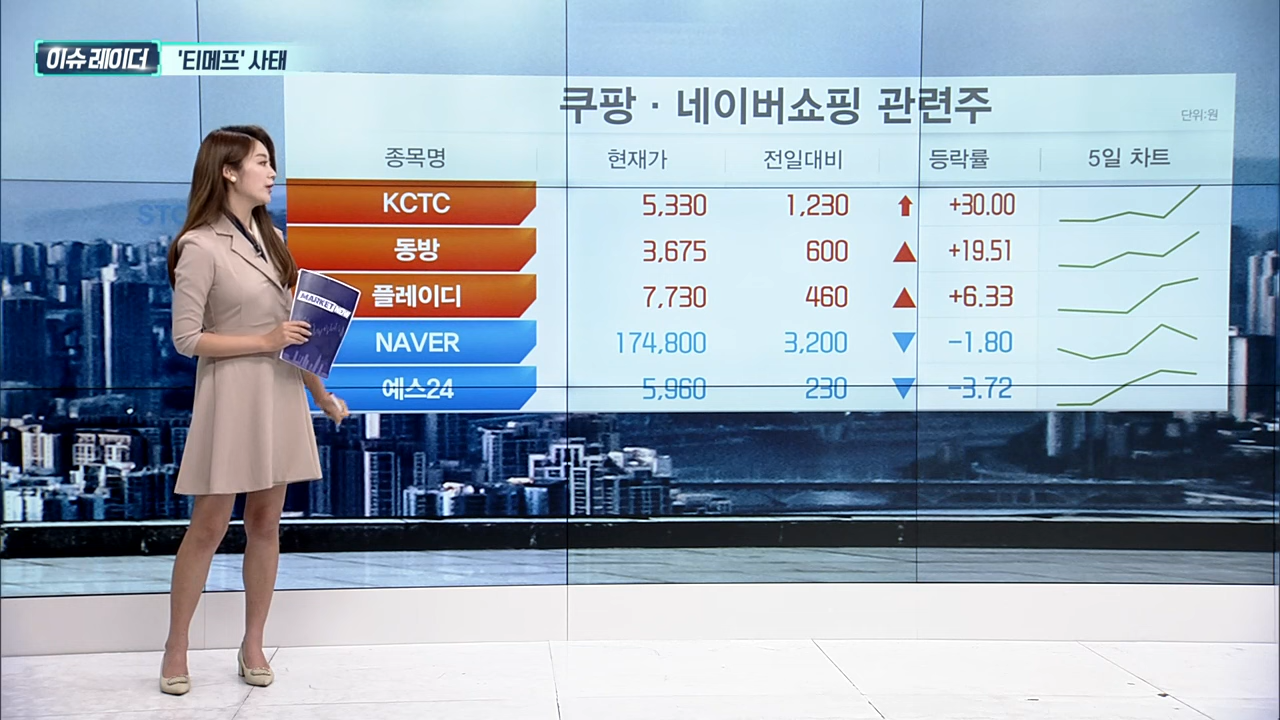 이슈 레이더 '티메프' 사태
쿠팡 · 네이버쇼핑 관련주
단위:원
종목명 현재가 전일대비 등락률 5일 차트
KCTC 5,330 1,230 +30.00
동방 3,675 600 ▲ +19.51
플레이디 7,730 460 ▲ +6.33
NAVER 174,800 3,200 ▼ -1.80
예스24 5,960 230 ▼ -3.72
MARKET NOW